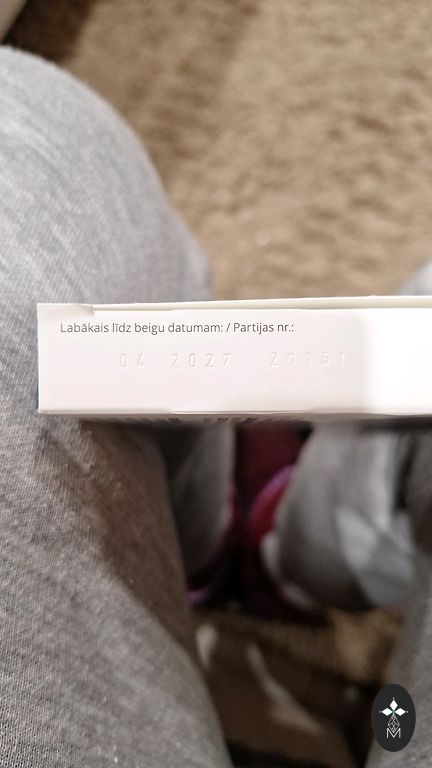 Labākais līdz beigu datumam: / Partijas nr.:
04 2027 20151
M